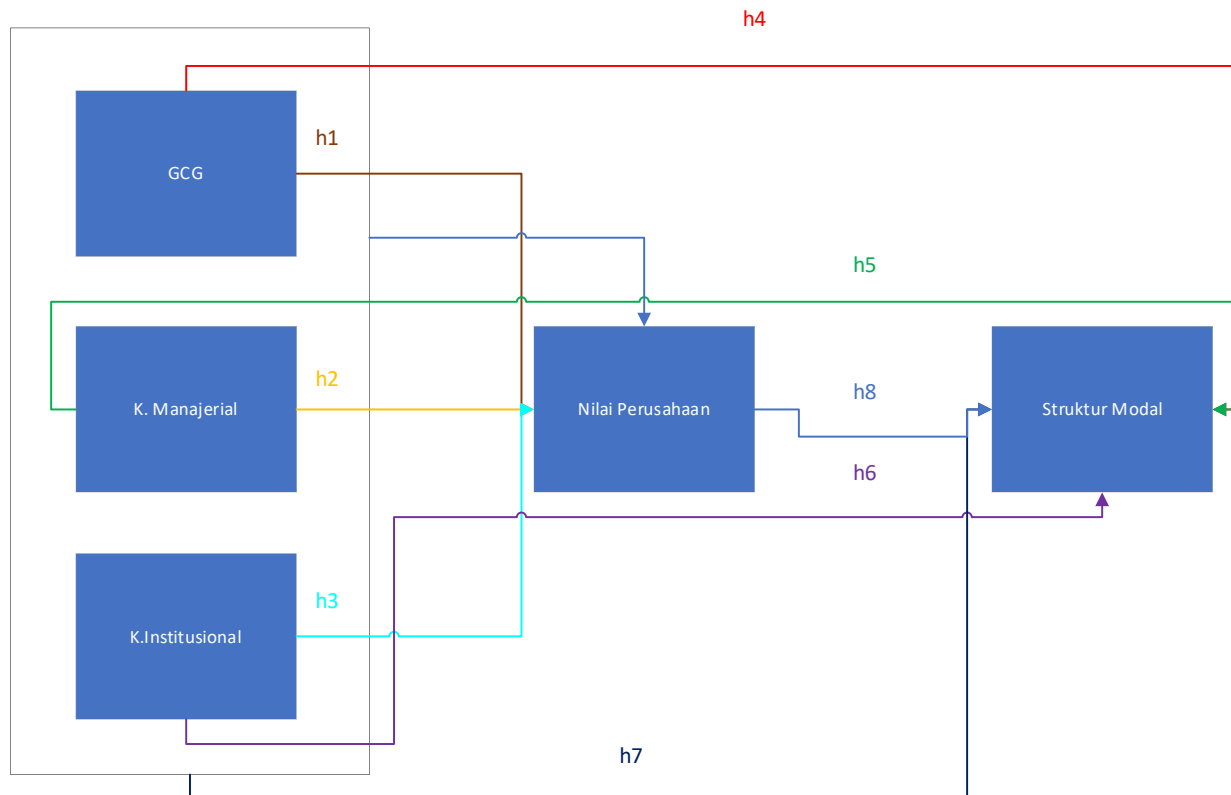 h4
h1
GCG
h5
h2
K. Manajerial
Nilai Perusahaan
h8
Struktur Modal
h6
h3
K.Institusional
h7